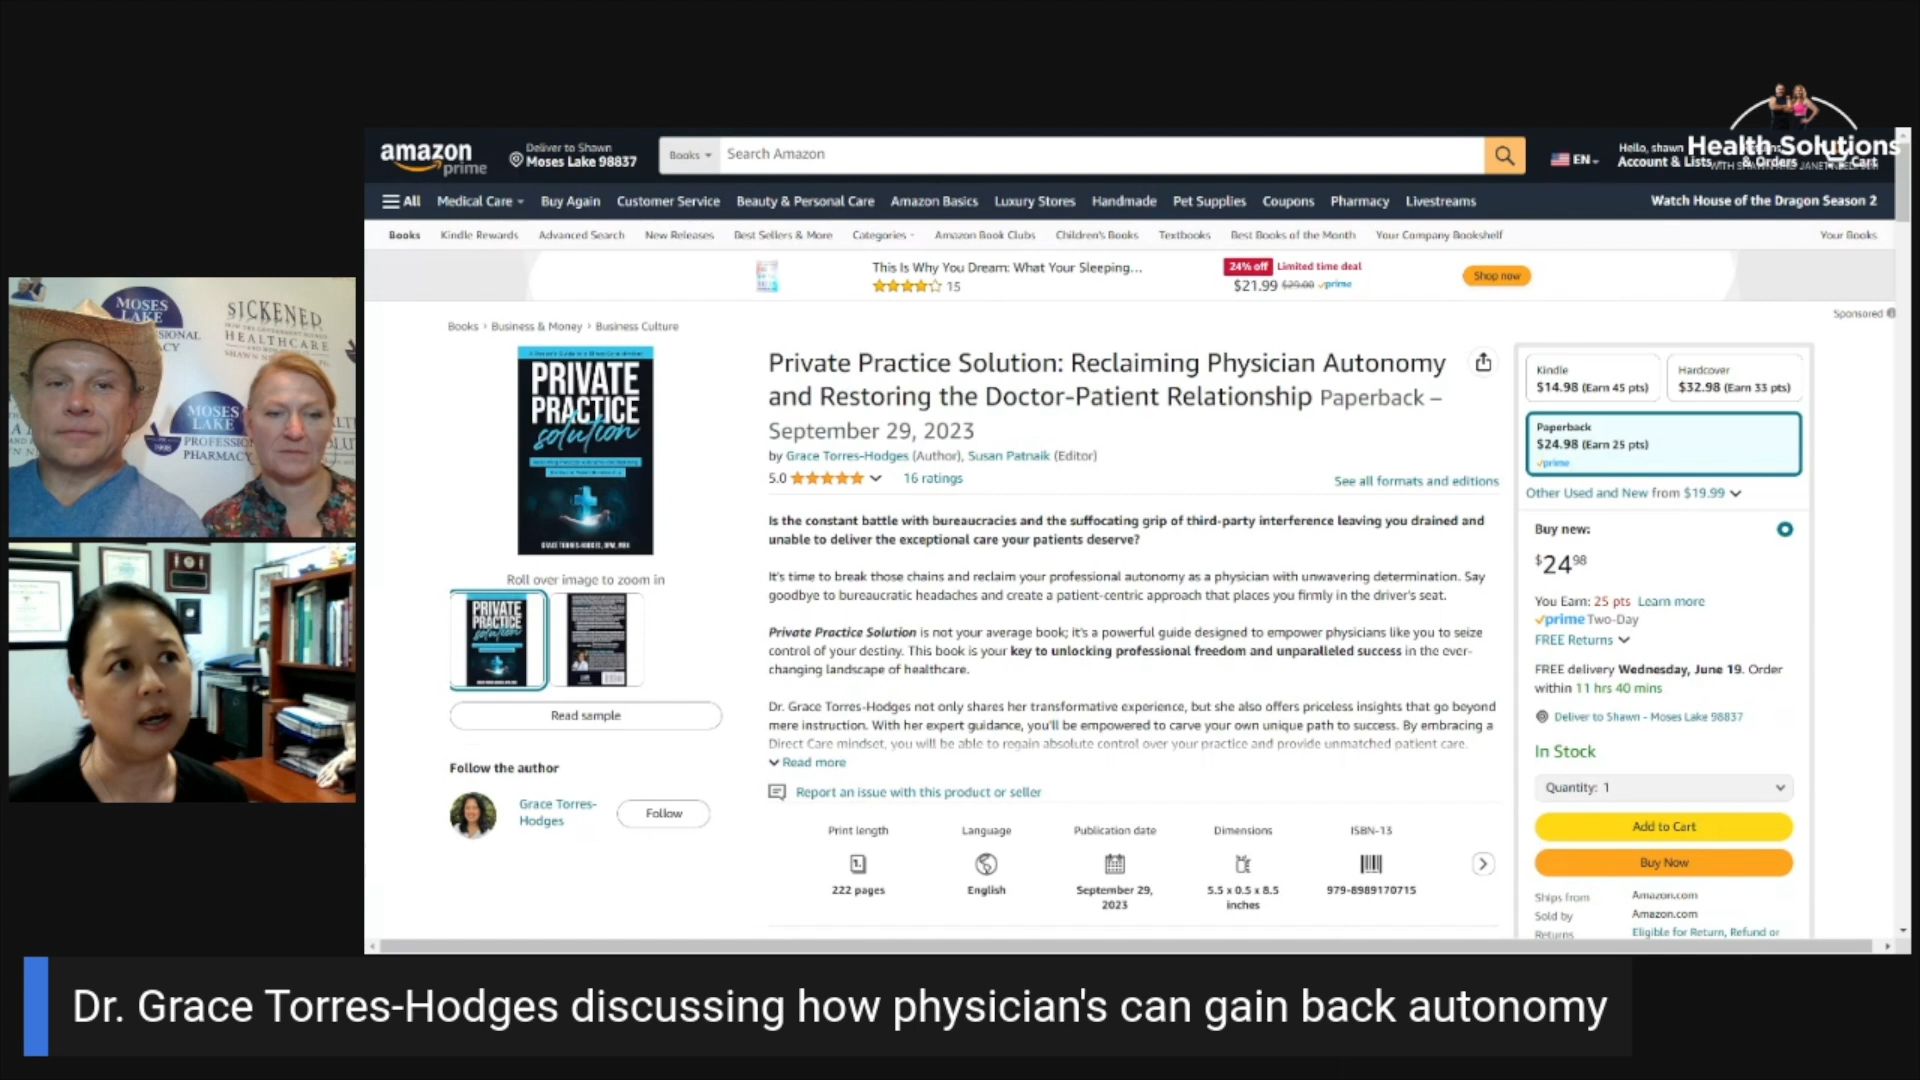 Health Solutions
amazon
prime
Deliver to Shawn
Moses Lake 98837
Books
Search Amazon
EN
Hello, shawn
Account & Lists
& Orders
Cart
All
Medical Care
Buy Again
Customer Service
Beauty & Personal Care
Amazon Basics
Luxury Stores
Handmade
Pet Supplies
Coupons
Pharmacy
Livestreams
Watch House of the Dragon Season 2
Books
Kindle Rewards
Advanced Search
New Releases
Best Sellers & More
Categories
Amazon Book Clubs
Children's Books
Textbooks
Best Books of the Month
Your Company Bookshelf
Your Books
This Is Why You Dream: What Your Sleeping...
15
24% off Limited time deal
$21.99 $29.00 prime
Shop now
Sponsored
MOSES
LAKE
SICKENED
HEALTHCARE
MOSES
LAKE
PHARMACY
Books › Business & Money › Business Culture
PRIVATE
PRACTICE
solution
GRACE TORRES-HODGES, DPM, MBA
Roll over image to zoom in
PRIVATE
PRACTICE
solution
Read sample
Follow the author
Grace Torres-
Hodges
Follow
Private Practice Solution: Reclaiming Physician Autonomy
and Restoring the Doctor-Patient Relationship Paperback –
September 29, 2023
by Grace Torres-Hodges (Author), Susan Patnaik (Editor)
5.0
16 ratings
See all formats and editions
Is the constant battle with bureaucracies and the suffocating grip of third-party interference leaving you drained and
unable to deliver the exceptional care your patients deserve?
It's time to break those chains and reclaim your professional autonomy as a physician with unwavering determination. Say
goodbye to bureaucratic headaches and create a patient-centric approach that places you firmly in the driver's seat.
Private Practice Solution is not your average book; it's a powerful guide designed to empower physicians like you to seize
control of your destiny. This book is your key to unlocking professional freedom and unparalleled success in the ever-
changing landscape of healthcare.
Dr. Grace Torres-Hodges not only shares her transformative experience, but she also offers priceless insights that go beyond
mere instruction. With her expert guidance, you'll be empowered to carve your own unique path to success. By embracing a
Direct Care mindset, you will be able to regain absolute control over your practice and provide unmatched patient care.
Read more
Report an issue with this product or seller
Print length
222 pages
Language
English
Publication date
September 29,
2023
Dimensions
5.5 x 0.5 x 8.5
inches
ISBN-13
979-8989170715
Kindle
$14.98 (Earn 45 pts)
Hardcover
$32.98 (Earn 33 pts)
Paperback
$24.98 (Earn 25 pts)
prime
Other Used and New from $19.99
Buy new:
$24 98
You Earn: 25 pts Learn more
prime Two-Day
FREE Returns
FREE delivery Wednesday, June 19. Order
within 11 hrs 40 mins
Deliver to Shawn - Moses Lake 98837
In Stock
Quantity: 1
Add to Cart
Buy Now
Ships from Amazon.com
Sold by Amazon.com
Returns Eligible for Return, Refund or
Dr. Grace Torres-Hodges discussing how physician's can gain back autonomy